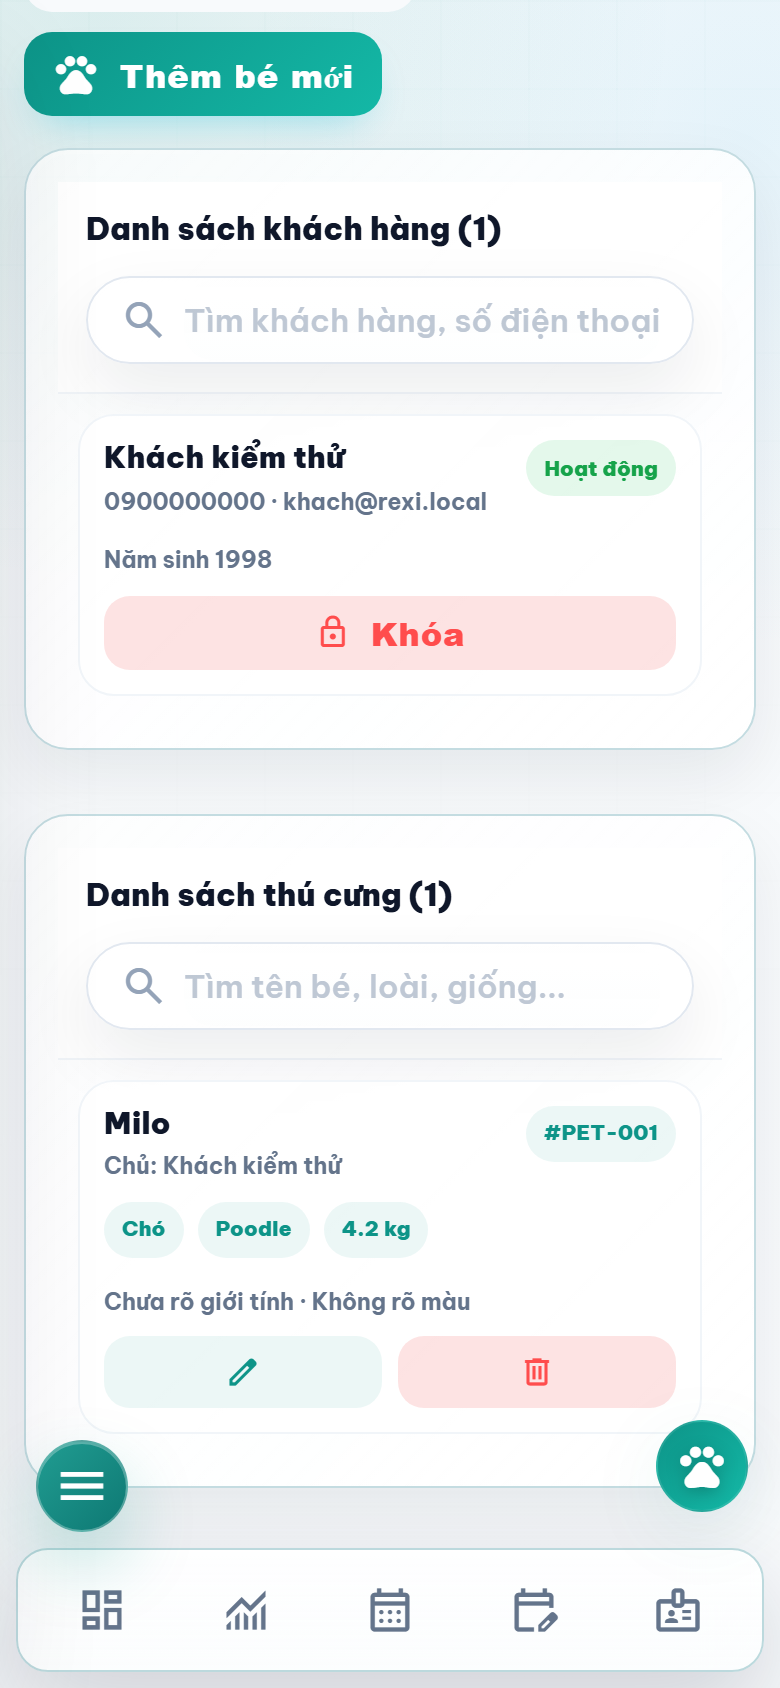 Thêm bé mới
Danh sách khách hàng (1)
Tìm khách hàng, số điện thoại
Khách kiểm thử
Hoạt động
0900000000 · khach@rexi.local
Năm sinh 1998
Khóa
Danh sách thú cưng (1)
Tìm tên bé, loài, giống...
Milo
#PET-001
Chủ: Khách kiểm thử
Chó
Poodle
4.2 kg
Chưa rõ giới tính · Không rõ màu